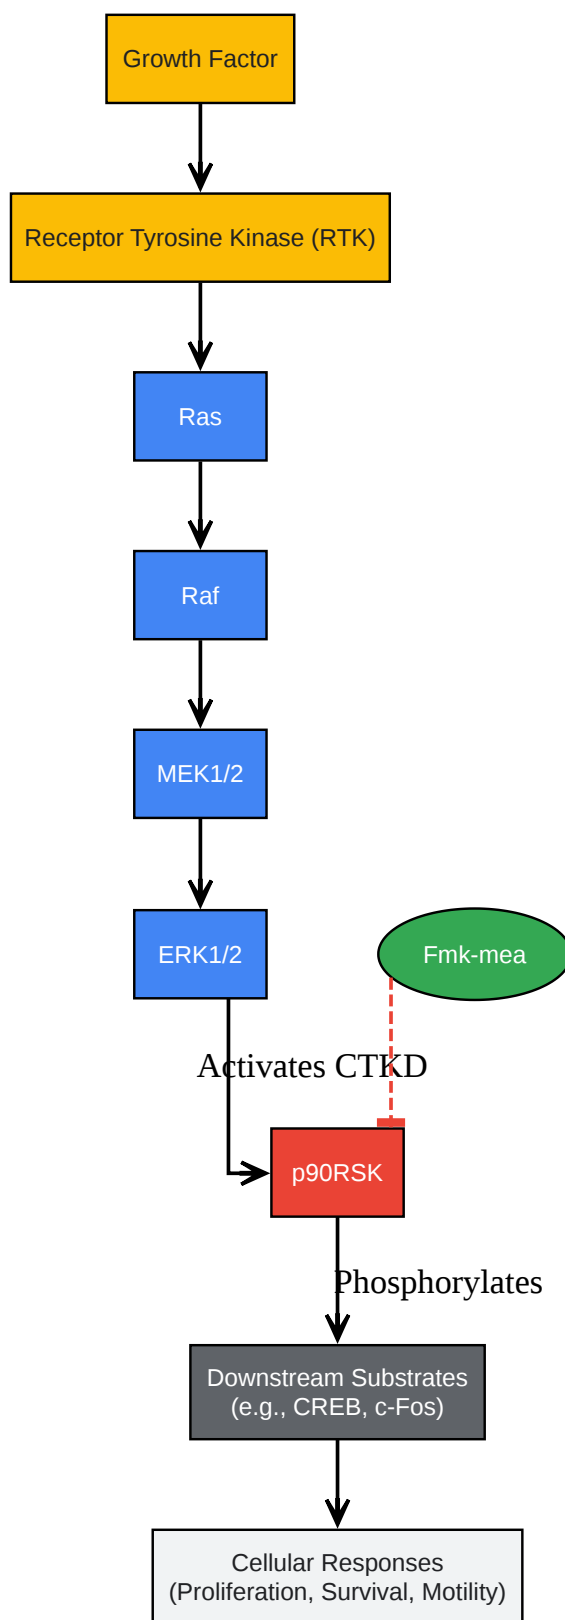 Growth Factor
Receptor Tyrosine Kinase (RTK)
Ras
Raf
MEK1/2
ERK1/2
Fmk-mea
Activates CTKD
p90RSK
Phosphorylates
Downstream Substrates
(e.g., CREB, c-Fos)
Cellular Responses
(Proliferation, Survival, Motility)